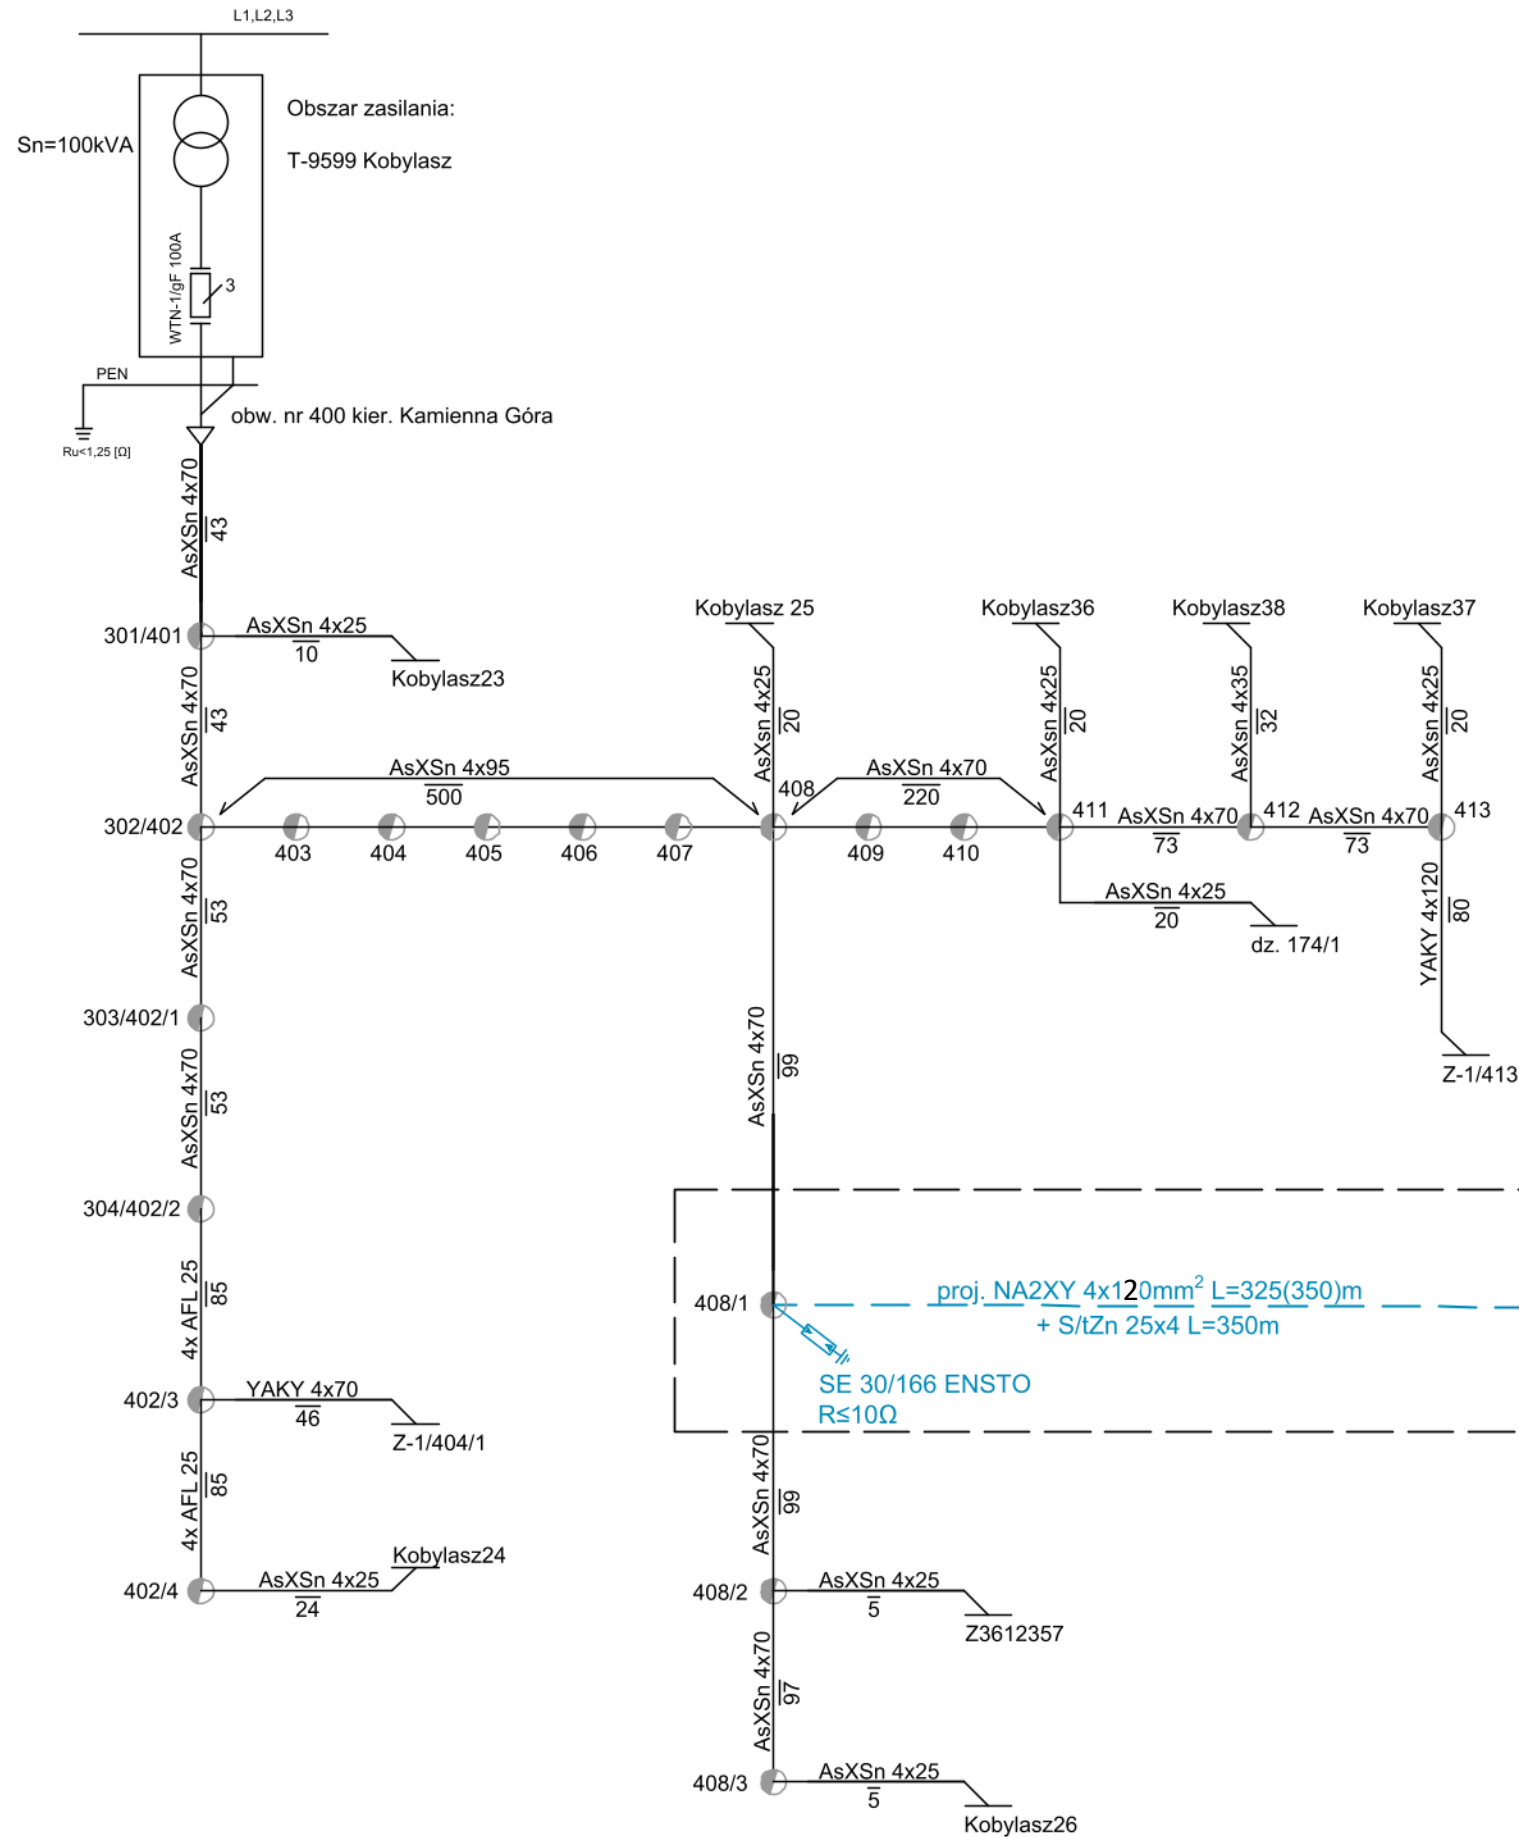 L1,L2,L3
Sn=100kVA
Obszar zasilania:
T-9599 Kobylasz
WTN-1/gF 100A
3
PEN
Ru<1,25 [Ω]
obw. nr 400 kier. Kamienna Góra
AsXSn 4x70
43
301/401
AsXSn 4x25
10
Kobylasz23
AsXSn 4x70
43
302/402
AsXSn 4x95
500
403
404
405
406
407
Kobylasz 25
AsXsn 4x25
20
408
AsXSn 4x70
220
409
410
Kobylasz36
AsXsn 4x25
20
411
AsXSn 4x70
73
Kobylasz38
AsXSn 4x35
32
412
AsXSn 4x70
73
Kobylasz37
AsXsn 4x25
20
413
AsXSn 4x25
20
dz. 174/1
YAKY 4x120
80
Z-1/413
AsXSn 4x70
53
303/402/1
AsXSn 4x70
53
304/402/2
4x AFL 25
85
402/3
YAKY 4x70
46
Z-1/404/1
4x AFL 25
85
402/4
AsXSn 4x25
24
Kobylasz24
AsXSn 4x70
99
408/1
proj. NA2XY 4x120mm² L=325(350)m
+ S/tZn 25x4 L=350m
SE 30/166 ENSTO
R≤10Ω
AsXSn 4x70
99
408/2
AsXSn 4x25
5
Z3612357
AsXSn 4x70
97
408/3
AsXSn 4x25
5
Kobylasz26